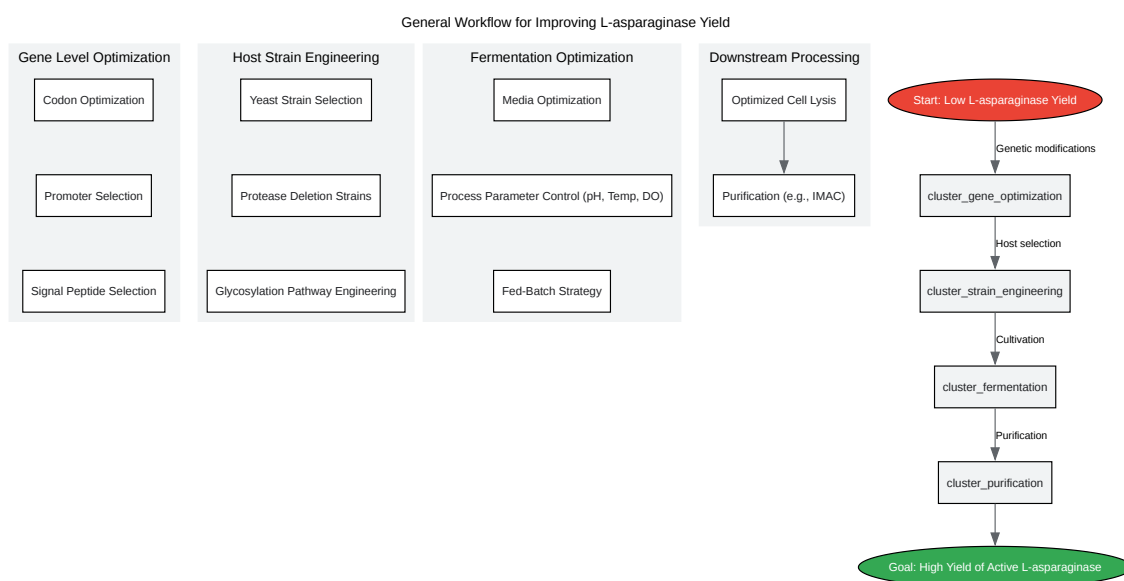 General Workflow for Improving L-asparaginase Yield
Gene Level Optimization
Codon Optimization
Promoter Selection
Signal Peptide Selection
Host Strain Engineering
Yeast Strain Selection
Protease Deletion Strains
Glycosylation Pathway Engineering
Fermentation Optimization
Media Optimization
Process Parameter Control (pH, Temp, DO)
Fed-Batch Strategy
Downstream Processing
Optimized Cell Lysis
Purification (e.g., IMAC)
Start: Low L-asparaginase Yield
Genetic modifications
cluster_gene_optimization
Host selection
cluster_strain_engineering
Cultivation
cluster_fermentation
Purification
cluster_purification
Goal: High Yield of Active L-asparaginase